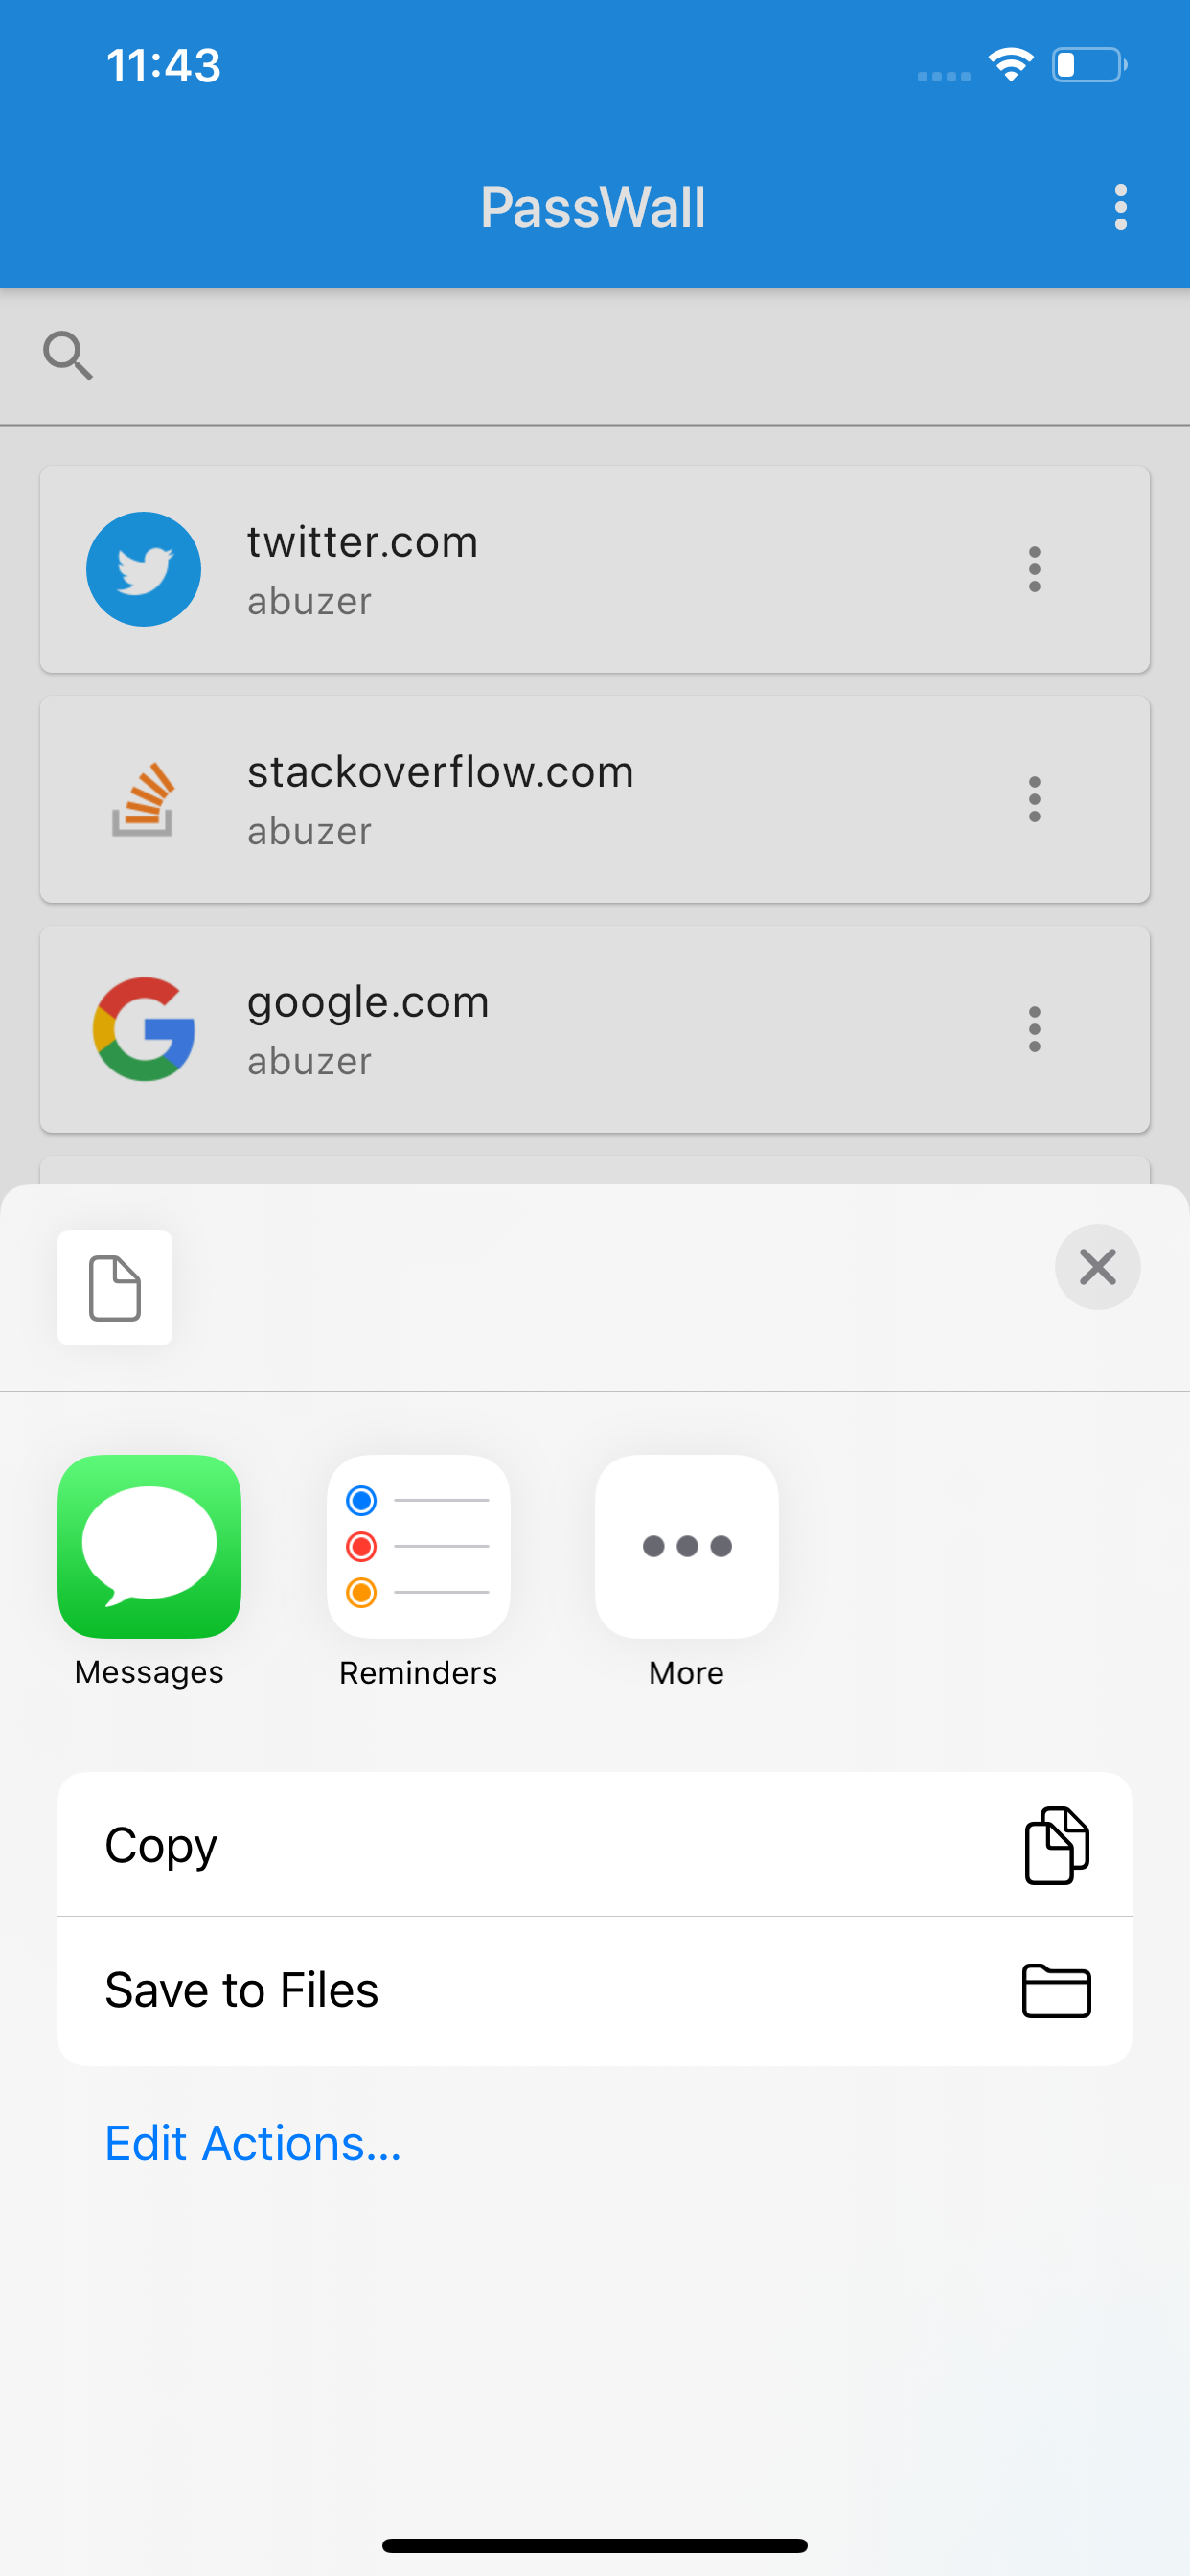 11:43
PassWall
twitter.com
abuzer
stackoverflow.com
abuzer
google.com
abuzer
Messages
Reminders
More
Copy
Save to Files
Edit Actions...